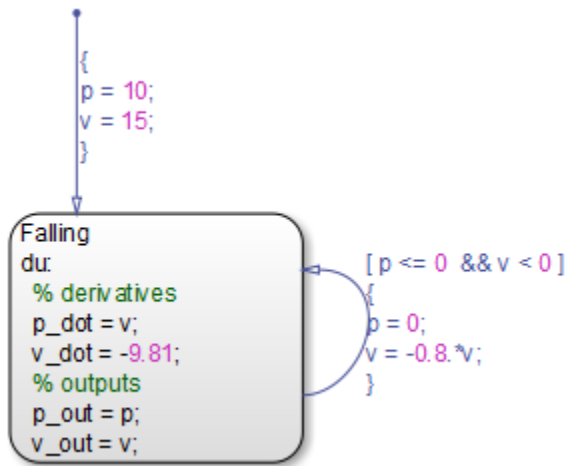 {
p = 10;
v = 15;
}
Falling
du:
% derivatives
p_dot = v;
v_dot = -9.81;
% outputs
p_out = p;
v_out = v;
[ p <= 0 && v < 0 ]
{
p = 0;
v = -0.8.*v;
}